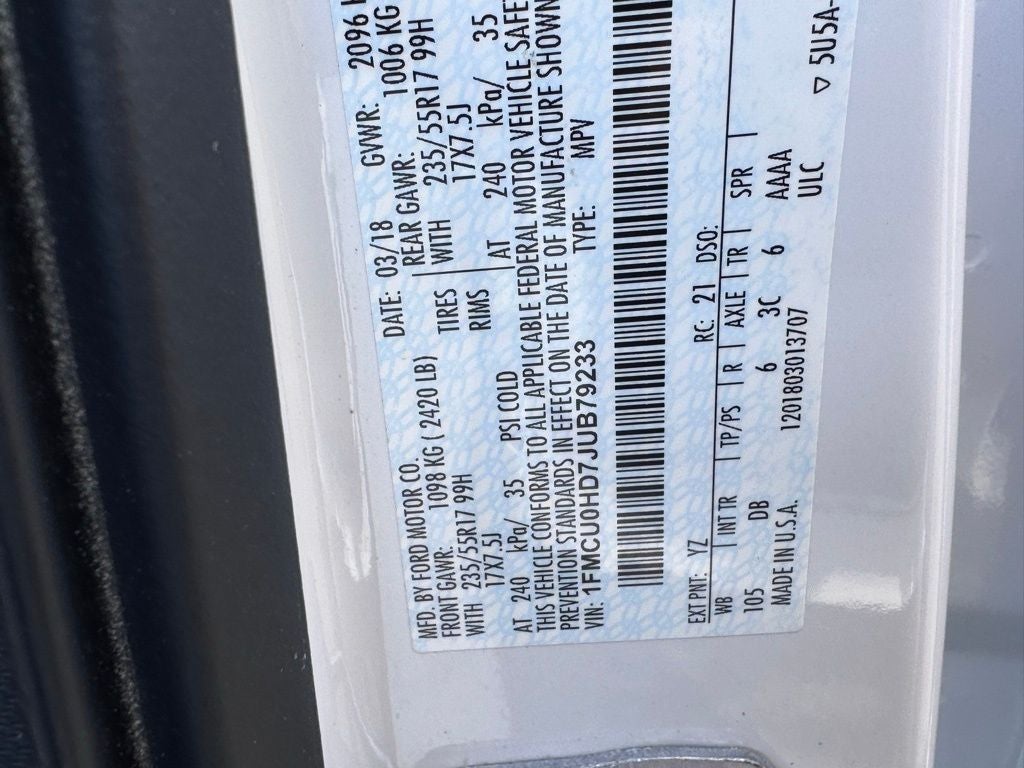 MFD. BY FORD MOTOR CO. DATE: 03/18 GVWR: 2096
FRONT GAWR: 1098 KG ( 2420 LB) REAR GAWR: 1006 KG
WITH 235/55R17 99H TIRES WITH 235/55R17 99H
17X7.5J RIMS 17X7.5J
AT 240 kPa/ 35 PSI COLD AT 240 kPa/ 35
THIS VEHICLE CONFORMS TO ALL APPLICABLE FEDERAL MOTOR VEHICLE SAFE
PREVENTION STANDARDS IN EFFECT ON THE DATE OF MANUFACTURE SHOWN
VIN: 1FMCU0HD7JUB79233 TYPE: MPV
EXT PNT: YZ RC: 21 DSO:
WB | INT TR | TP/PS | R | AXLE | TR | SPR |
105 DB 6 3C 6 AAAA
MADE IN U.S.A. 1201803013707 ULC
▽ 5U5A-